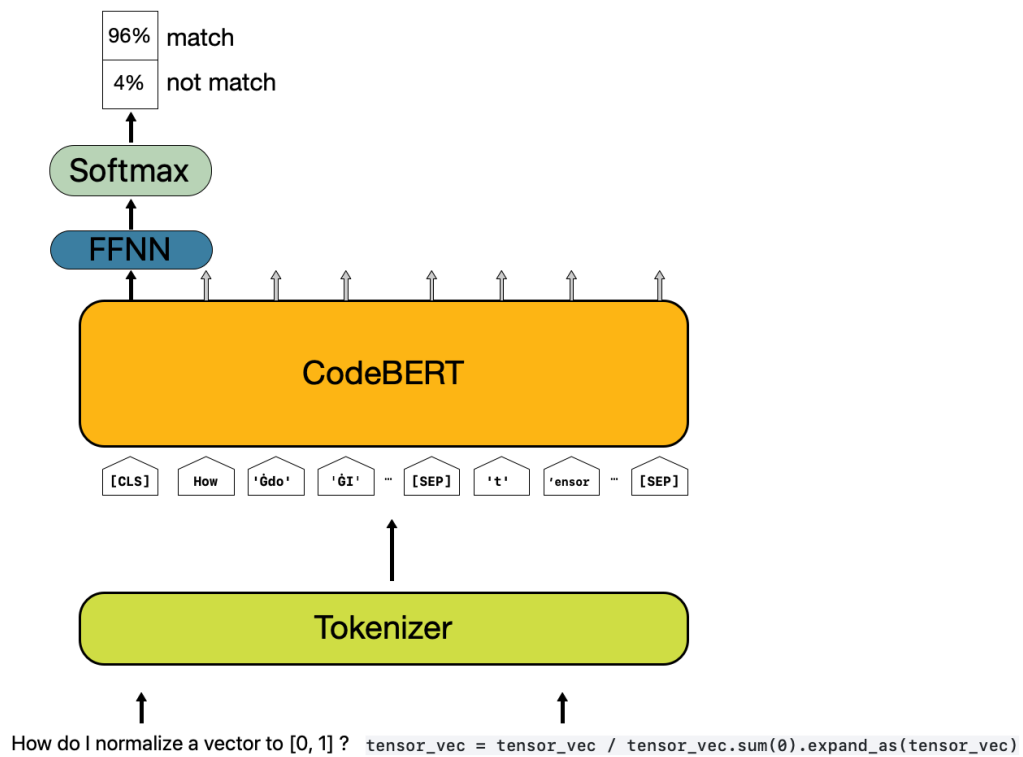 96% match
4% not match
Softmax
FFNN
CodeBERT
[CLS] How 'Ġdo' 'ĠI' ... [SEP] 't' 'ensor ... [SEP]
Tokenizer
How do I normalize a vector to [0, 1] ? tensor_vec = tensor_vec / tensor_vec.sum(0).expand_as(tensor_vec)